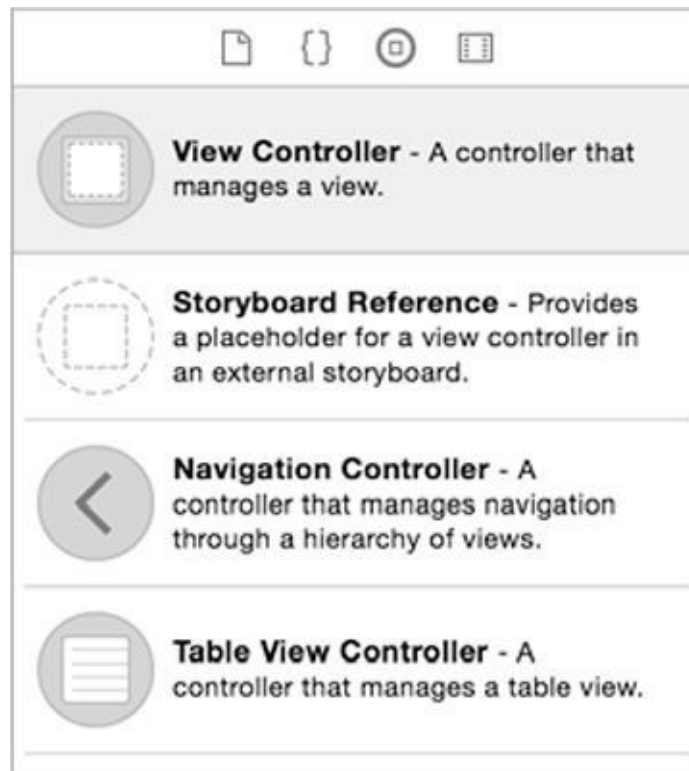 View Controller - A controller that
manages a view.
Storyboard Reference - Provides
a placeholder for a view controller in
an external storyboard.
Navigation Controller - A
controller that manages navigation
through a hierarchy of views.
Table View Controller - A
controller that manages a table view.